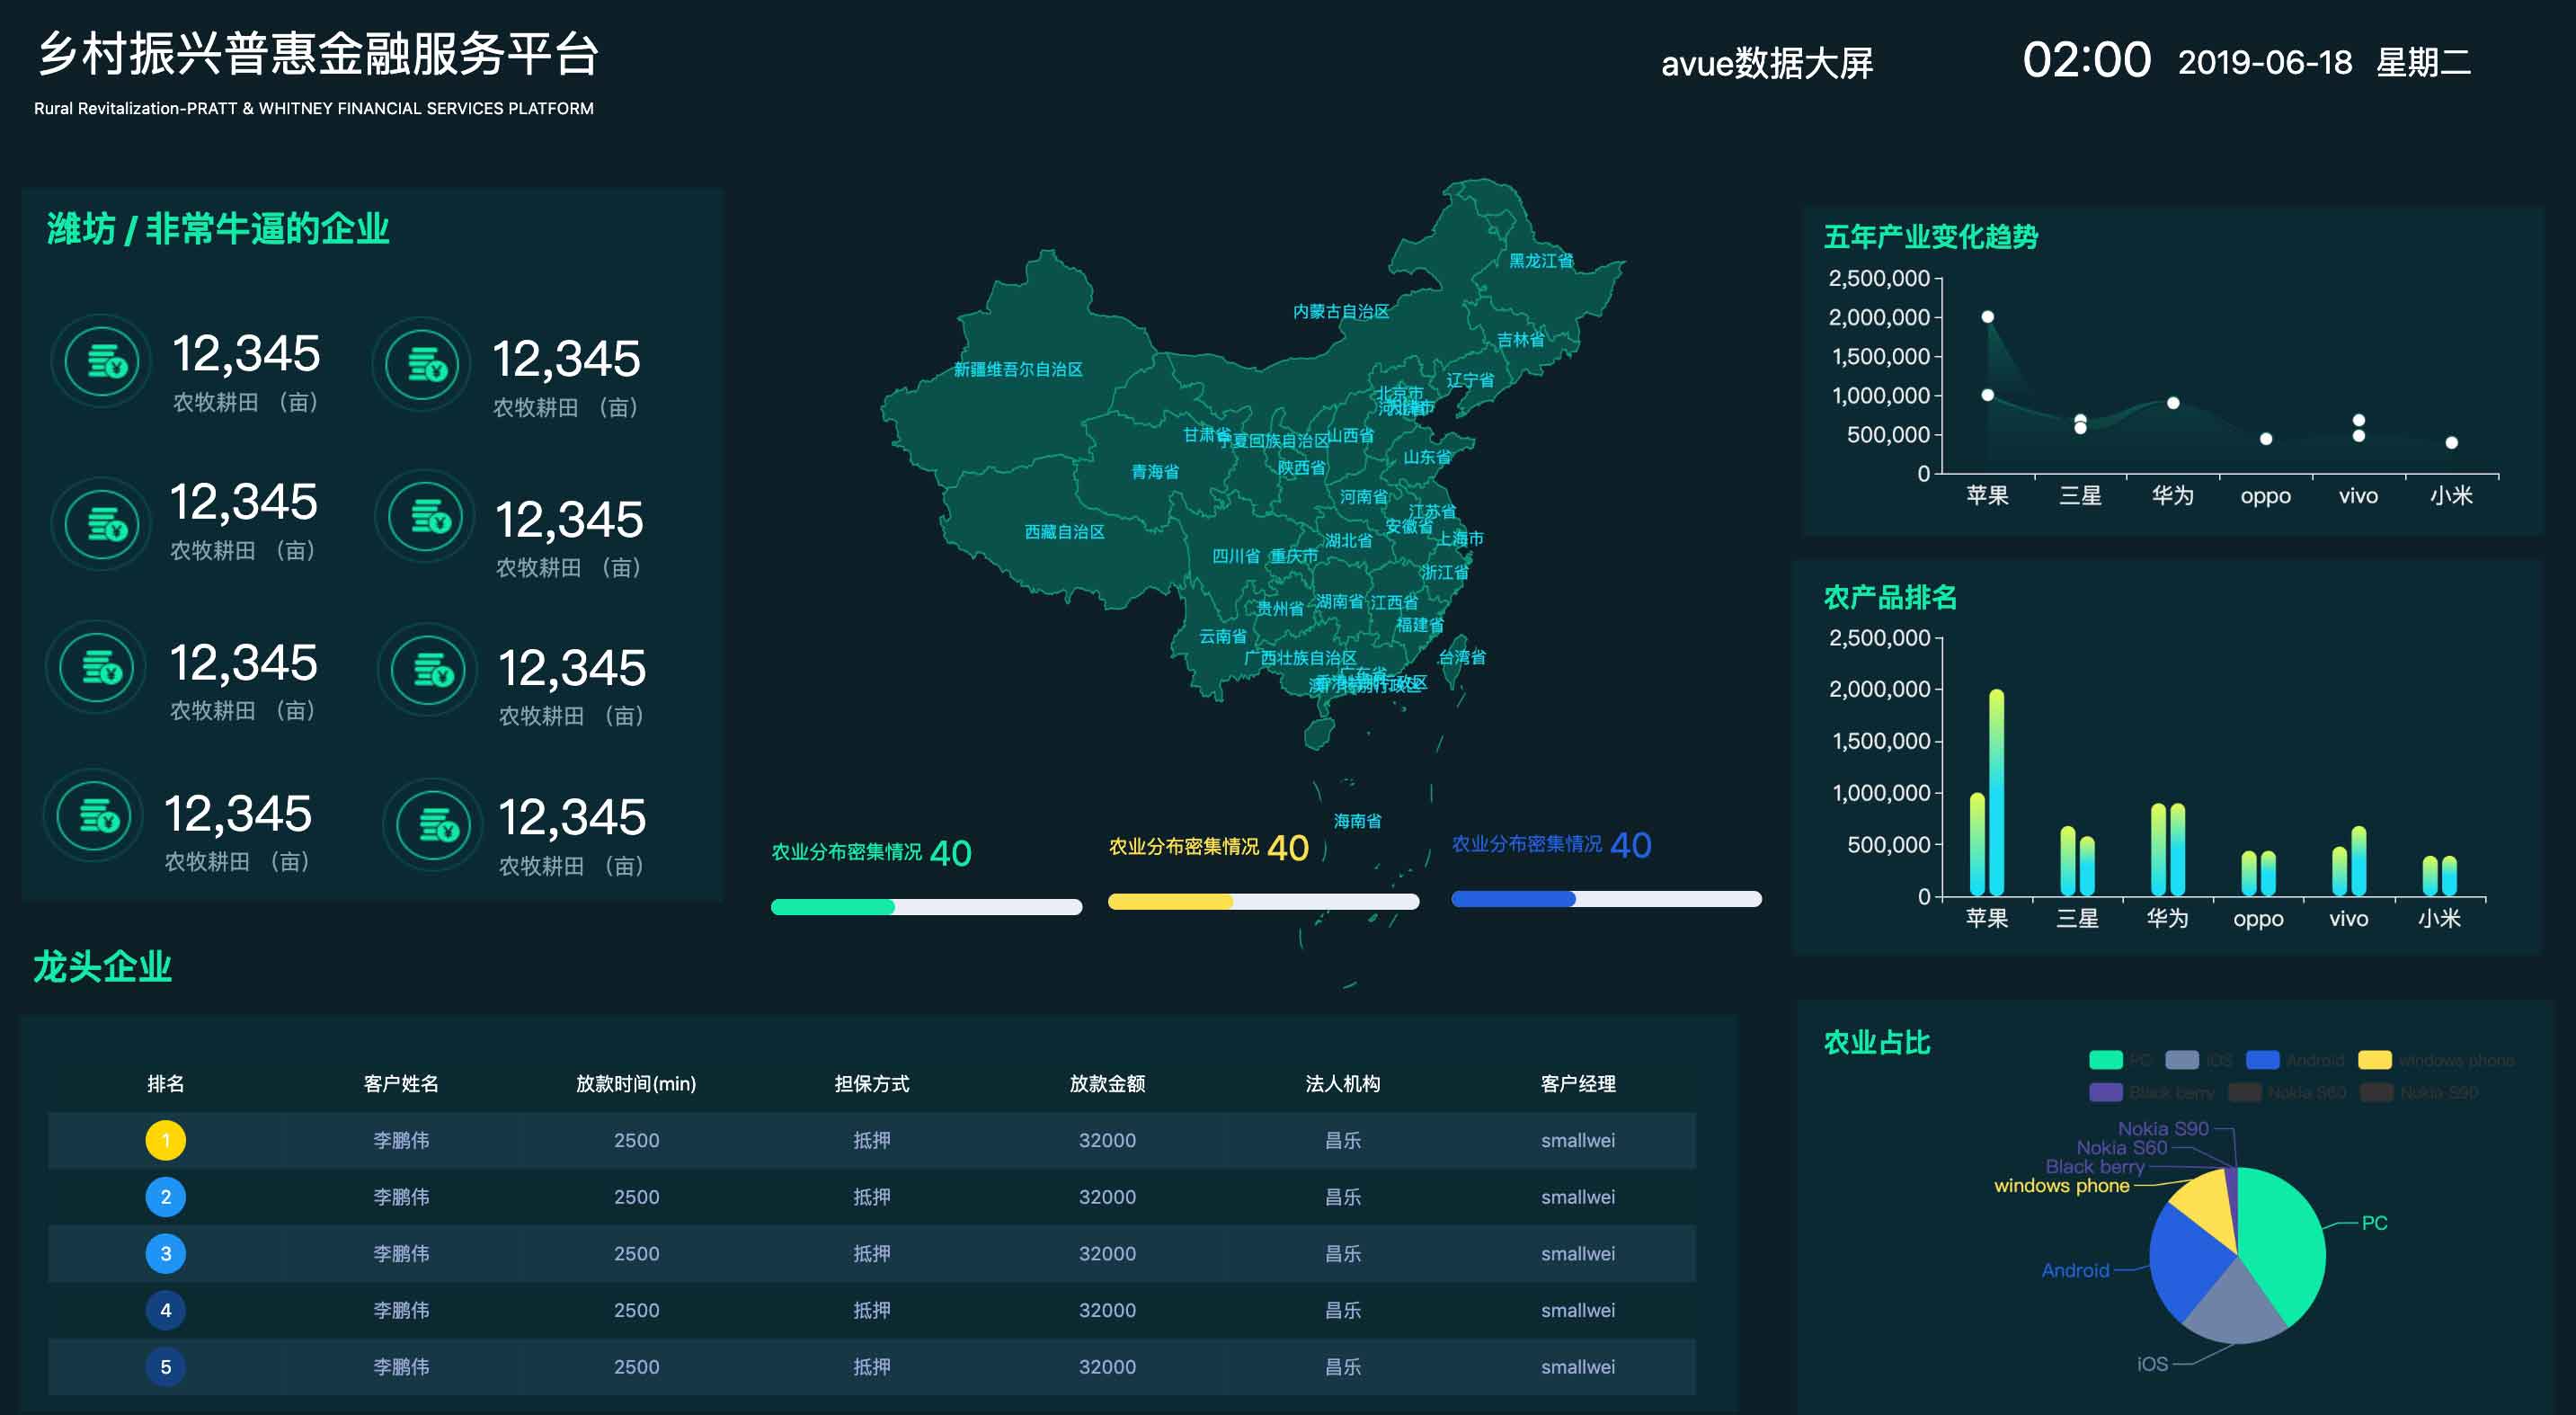 乡村振兴普惠金融服务平台
Rural Revitalization-PRATT & WHITNEY FINANCIAL SERVICES PLATFORM
avue数据大屏
02:00 2019-06-18 星期二
潍坊 / 非常牛逼的企业
12,345 12,345
农牧耕田 （亩） 农牧耕田 （亩）
12,345 12,345
农牧耕田 （亩） 农牧耕田 （亩）
12,345 12,345
农牧耕田 （亩） 农牧耕田 （亩）
12,345 12,345
农牧耕田 （亩） 农牧耕田 （亩）
黑龙江省
内蒙古自治区
吉林省
新疆维吾尔自治区
辽宁省
北京市
甘肃省
宁夏回族自治区
山西省
山东省
青海省
陕西省
河南省
江苏省
安徽省
西藏自治区
上海市
湖北省
四川省
重庆市
浙江省
湖南省
江西省
贵州省
福建省
云南省
广西壮族自治区
台湾省
广东省
海南省
农业分布密集情况 40
农业分布密集情况 40
农业分布密集情况 40
五年产业变化趋势
2,500,000
2,000,000
1,500,000
1,000,000
500,000
0
苹果 三星 华为 oppo vivo 小米
农产品排名
2,500,000
2,000,000
1,500,000
1,000,000
500,000
0
苹果 三星 华为 oppo vivo 小米
龙头企业
排名 客户姓名 放款时间(min) 担保方式 放款金额 法人机构 客户经理
1 李鹏伟 2500 抵押 32000 昌乐 smallwei
2 李鹏伟 2500 抵押 32000 昌乐 smallwei
3 李鹏伟 2500 抵押 32000 昌乐 smallwei
4 李鹏伟 2500 抵押 32000 昌乐 smallwei
5 李鹏伟 2500 抵押 32000 昌乐 smallwei
农业占比
PC iOS Android windows phone
Black berry Nokia S60 Nokia S90
Nokia S90
Nokia S60
Black berry
windows phone
PC
Android
iOS